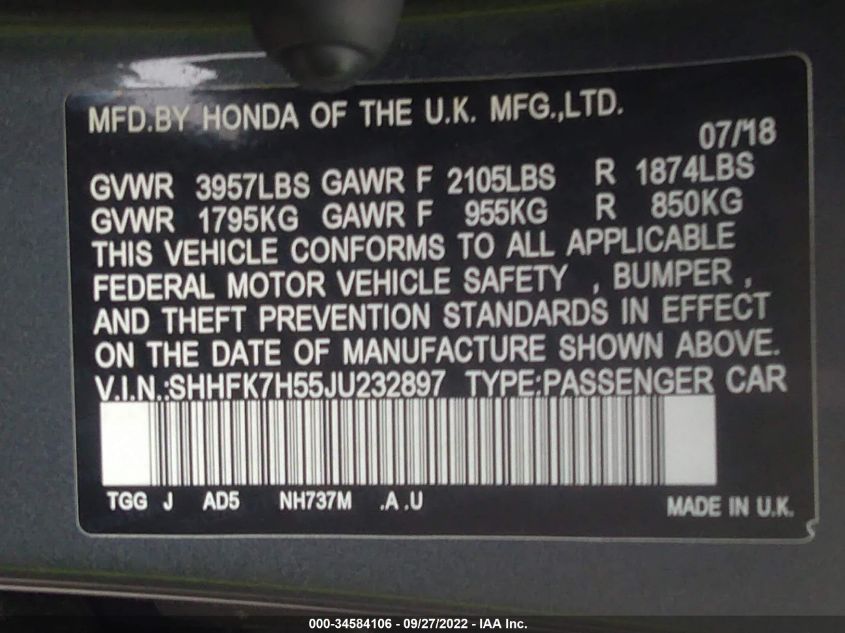 MFD.BY HONDA OF THE U.K. MFG.,LTD.
07/18
GVWR 3957LBS GAWR F 2105LBS R 1874LBS
GVWR 1795KG GAWR F 955KG R 850KG
THIS VEHICLE CONFORMS TO ALL APPLICABLE
FEDERAL MOTOR VEHICLE SAFETY , BUMPER ,
AND THEFT PREVENTION STANDARDS IN EFFECT
ON THE DATE OF MANUFACTURE SHOWN ABOVE.
V.I.N.:SHHFK7H55JU232897 TYPE:PASSENGER CAR
TGG J AD5 NH737M .A .U MADE IN U.K.
000-34584106 - 09/27/2022 - IAA Inc.